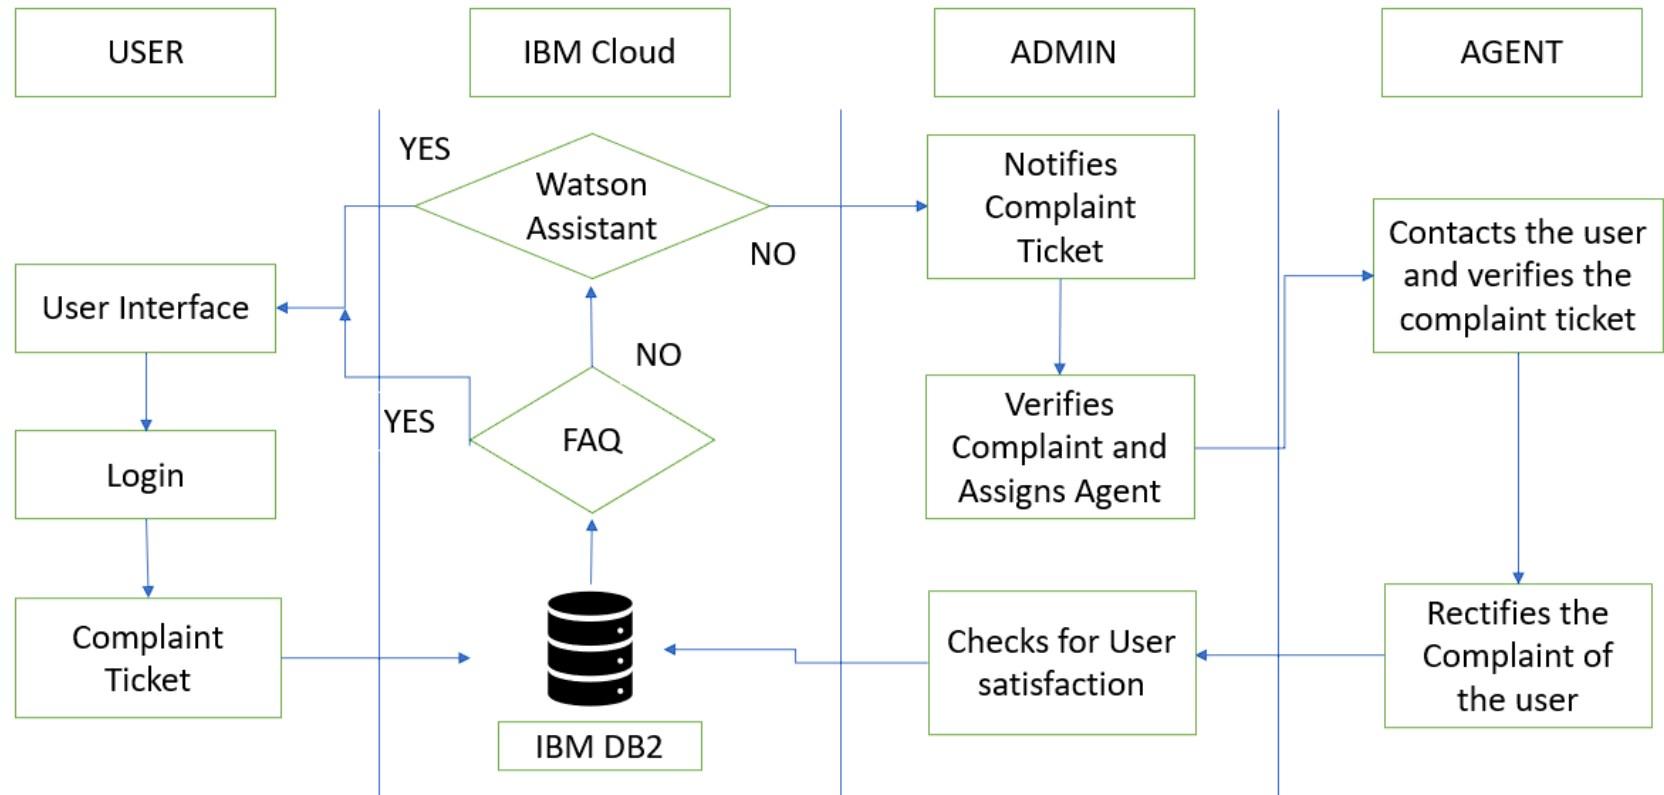 USER
IBM Cloud
ADMIN
AGENT
YES
Watson
Assistant
NO
Notifies
Complaint
Ticket
Contacts the user
and verifies the
complaint ticket
User Interface
NO
YES
FAQ
Verifies
Complaint and
Assigns Agent
Login
Complaint
Ticket
IBM DB2
Checks for User
satisfaction
Rectifies the
Complaint of
the user